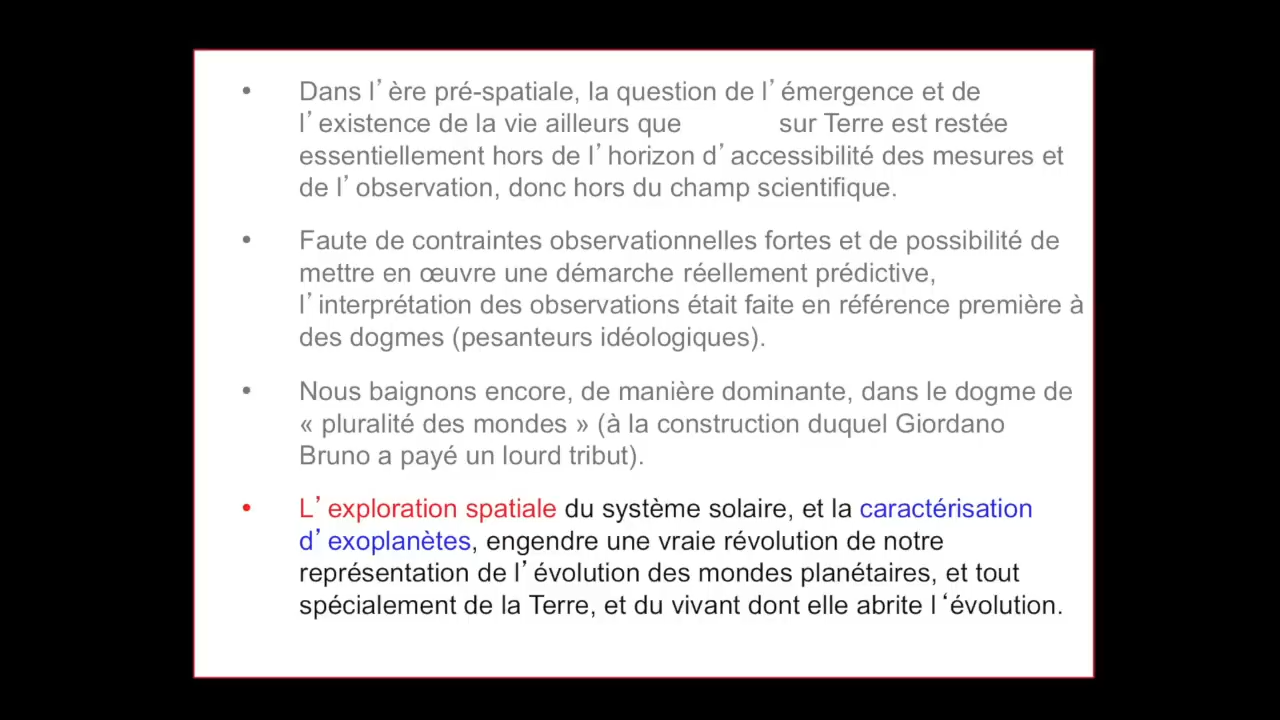 • Dans l’ère pré-spatiale, la question de l’émergence et de
l’existence de la vie ailleurs que sur Terre est restée
essentiellement hors de l’horizon d’accessibilité des mesures et
de l’observation, donc hors du champ scientifique.
• Faute de contraintes observationnelles fortes et de possibilité de
mettre en œuvre une démarche réellement prédictive,
l’interprétation des observations était faite en référence première à
des dogmes (pesanteurs idéologiques).
• Nous baignons encore, de manière dominante, dans le dogme de
« pluralité des mondes » (à la construction duquel Giordano
Bruno a payé un lourd tribut).
• L’exploration spatiale du système solaire, et la caractérisation
d’exoplanètes, engendre une vraie révolution de notre
représentation de l’évolution des mondes planétaires, et tout
spécialement de la Terre, et du vivant dont elle abrite l‘évolution.